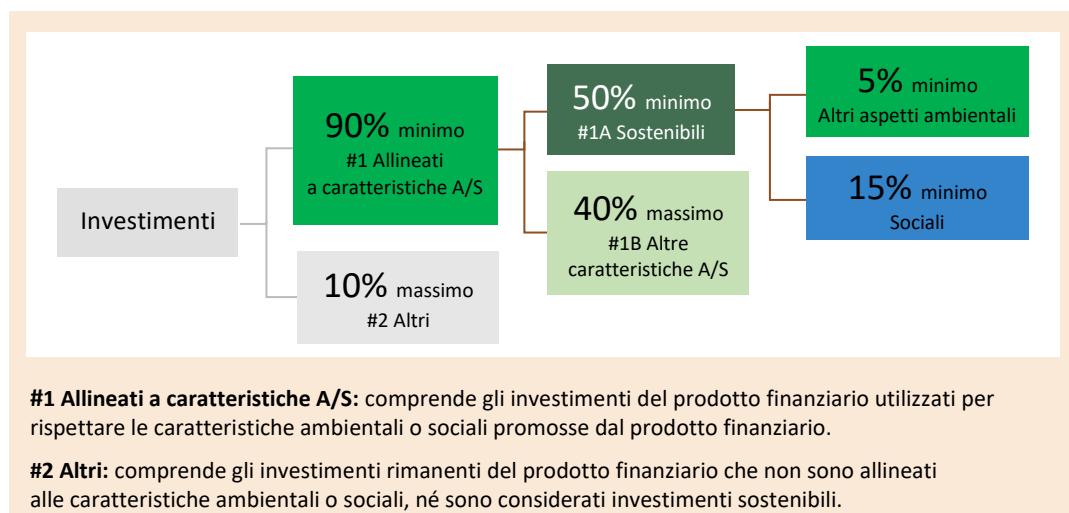 Investimenti
90% minimo
#1 Allineati
a caratteristiche A/S
10% massimo
#2 Altri
50% minimo
#1A Sostenibili
40% massimo
#1B Altre
caratteristiche A/S
5% minimo
Altri aspetti ambientali
15% minimo
Sociali
#1 Allineati a caratteristiche A/S: comprende gli investimenti del prodotto finanziario utilizzati per
rispettare le caratteristiche ambientali o sociali promosse dal prodotto finanziario.
#2 Altri: comprende gli investimenti rimanenti del prodotto finanziario che non sono allineati
alle caratteristiche ambientali o sociali, né sono considerati investimenti sostenibili.